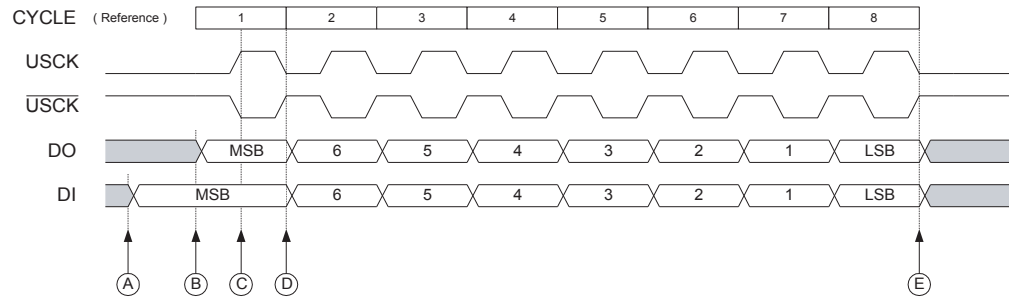 CYCLE ( Reference ) 1 2 3 4 5 6 7 8
USCK
USCK
DO MSB 6 5 4 3 2 1 LSB
DI MSB 6 5 4 3 2 1 LSB
A B C D E